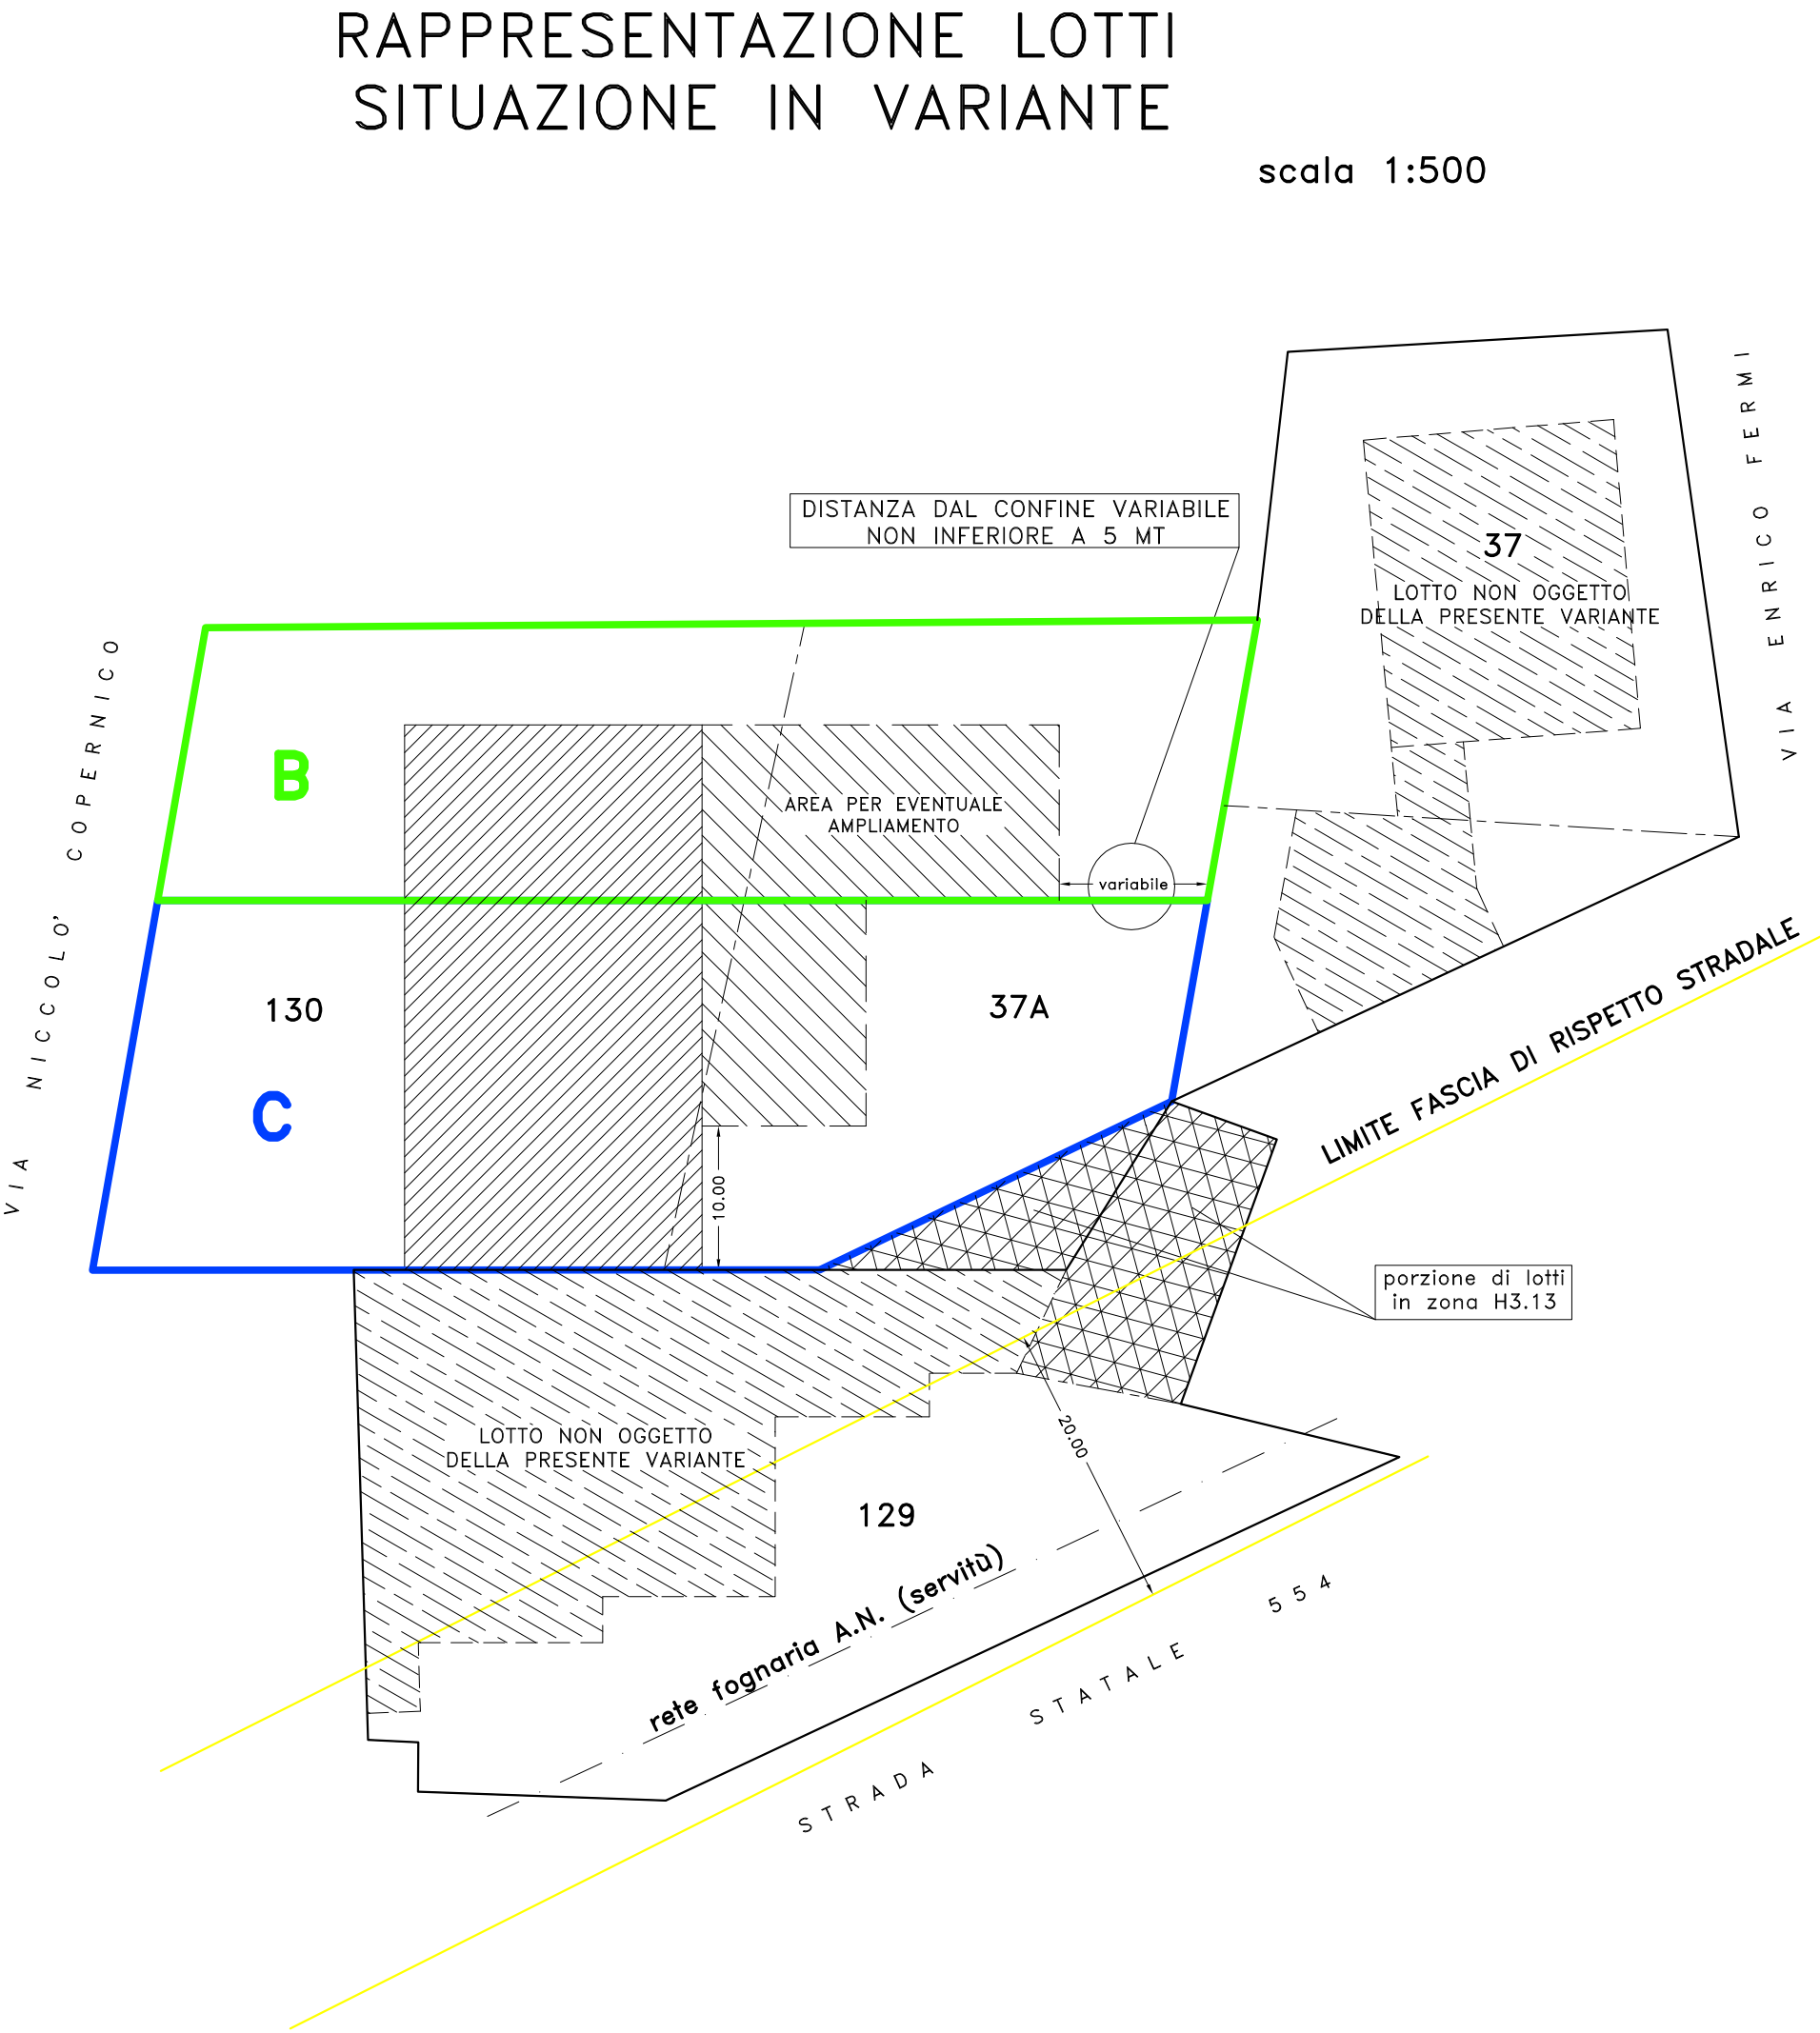 RAPPRESENTAZIONE LOTTI
SITUAZIONE IN VARIANTE
scala 1:500
DISTANZA DAL CONFINE VARIABILE
NON INFERIORE A 5 MT
37
LOTTO NON OGGETTO
DELLA PRESENTE VARIANTE
VIA ENRICO FERMI
VIA NICCOLO' COPERNICO
B
AREA PER EVENTUALE
AMPLIAMENTO
variabile
130
37A
C
10.00
LIMITE FASCIA DI RISPETTO STRADALE
porzione di lotti
in zona H3.13
LOTTO NON OGGETTO
DELLA PRESENTE VARIANTE
20.00
129
rete fognaria A.N. (servitù)
STRADA STATALE 554